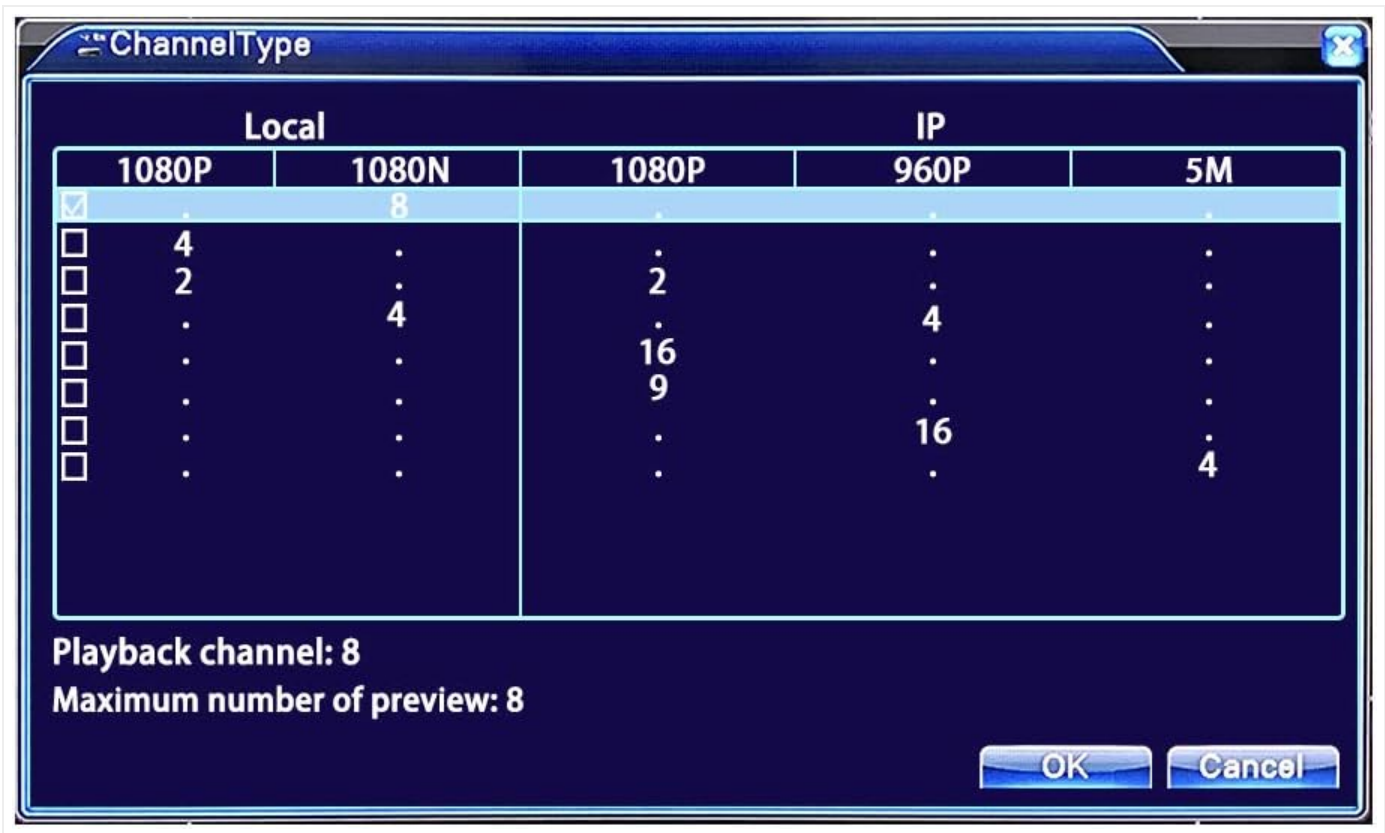 ChannelType
Local IP
1080P 1080N 1080P 960P 5M
. 8 . . .
4 . . . .
2 . 2 . .
. 4 . 4 .
. . 16 . .
. . 9 . .
. . . 16 .
. . . . 4
Playback channel: 8
Maximum number of preview: 8
OK Cancel